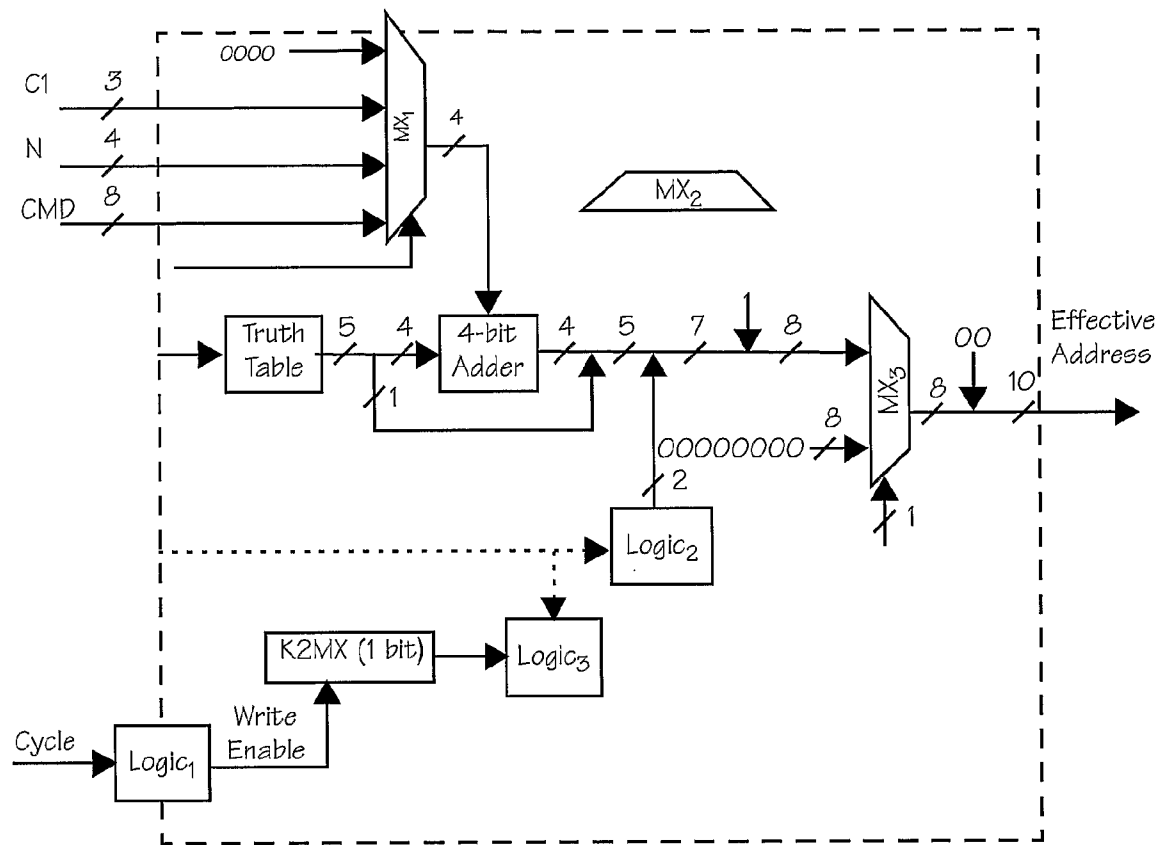 0000
C1
3
N
4
CMD
8
MX1
4
MX2
Truth
Table
5
4
1
4-bit
Adder
4
5
7
1
8
MX3
00
8
10
Effective
Address
00000000
8
1
2
Logic2
K2MX (1 bit)
Logic3
Write
Enable
Cycle
Logic1